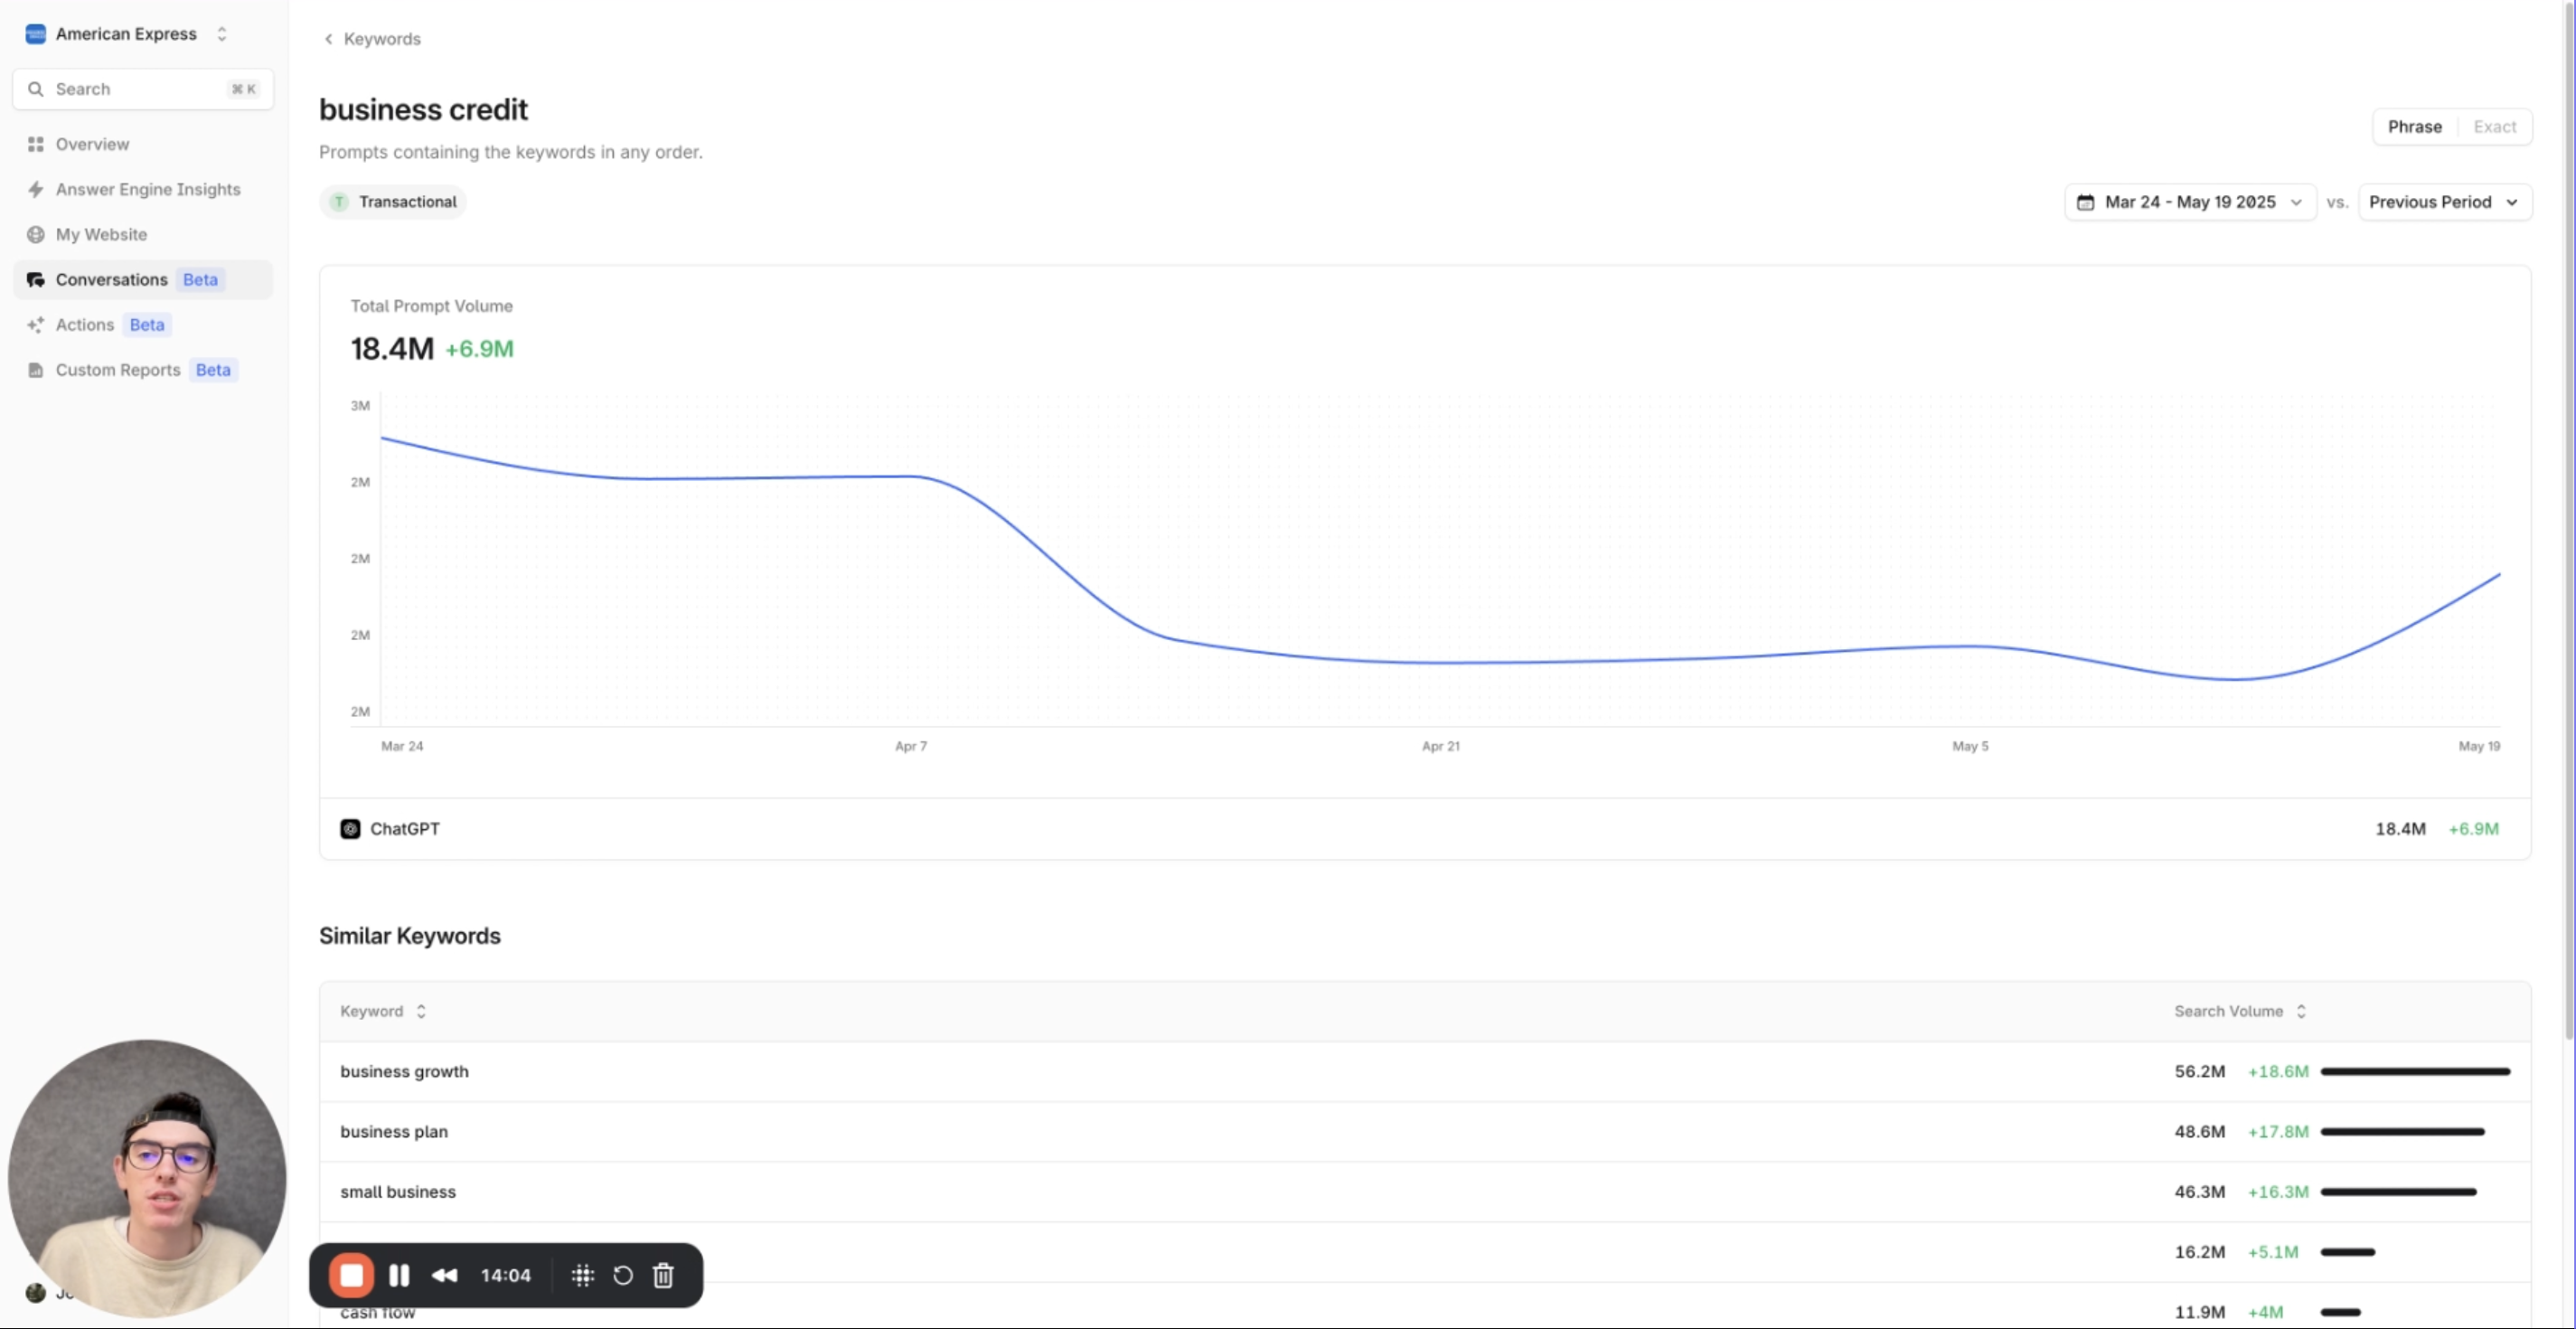 American Express
Search ⌘ K
Overview
Answer Engine Insights
My Website
Conversations Beta
Actions Beta
Custom Reports Beta
Keywords
business credit
Prompts containing the keywords in any order.
Phrase Exact
T Transactional
Mar 24 - May 19 2025 vs. Previous Period
Total Prompt Volume
18.4M +6.9M
3M
2M
2M
2M
2M
Mar 24 Apr 7 Apr 21 May 5 May 19
ChatGPT 18.4M +6.9M
Similar Keywords
Keyword Search Volume
business growth 56.2M +18.6M
business plan 48.6M +17.8M
small business 46.3M +16.3M
16.2M +5.1M
14:04
cash flow 11.9M +4M